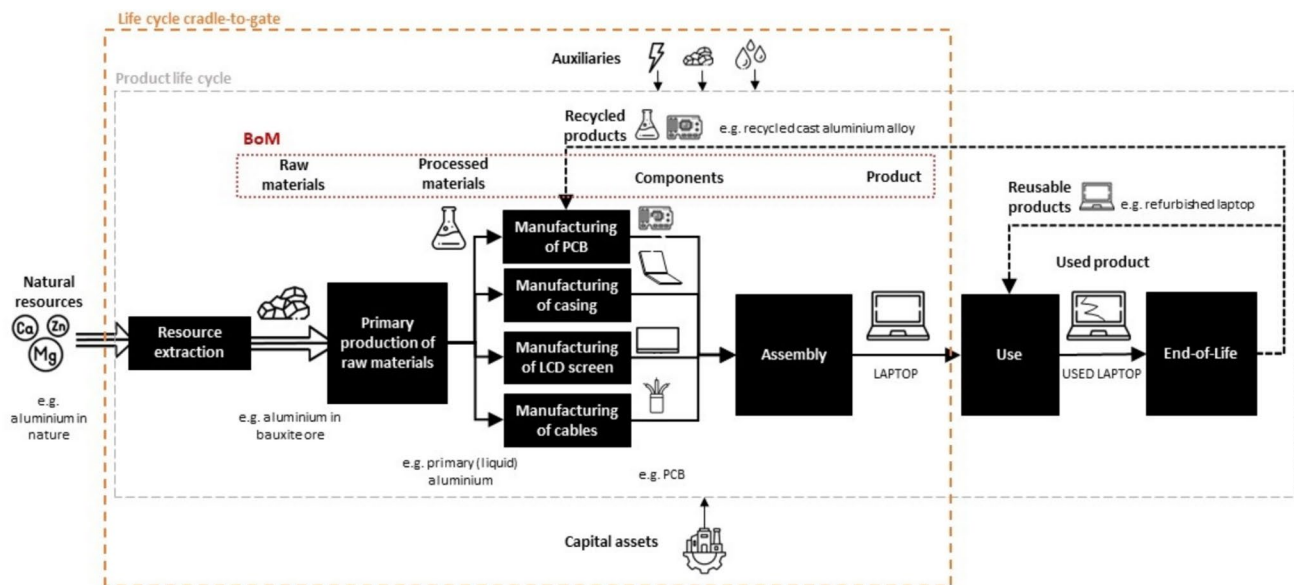 Life cycle cradle-to-gate
Auxiliaries
Product life cycle
Recycled
products
e.g. recycled cast aluminium alloy
BoM
Raw
materials
Processed
materials
Components
Product
Reusable
products
e.g. refurbished laptop
Natural
resources
Ca
Zn
Mg
e.g.
aluminium in
nature
Resource
extraction
e.g. aluminium in
bauxite ore
Primary
production of
raw materials
e.g. primary (liquid)
aluminium
Manufacturing
of PCB
Manufacturing
of casing
Manufacturing
of LCD screen
Manufacturing
of cables
e.g. PCB
Assembly
LAPTOP
Use
Used product
USED LAPTOP
End-of-Life
Capital assets